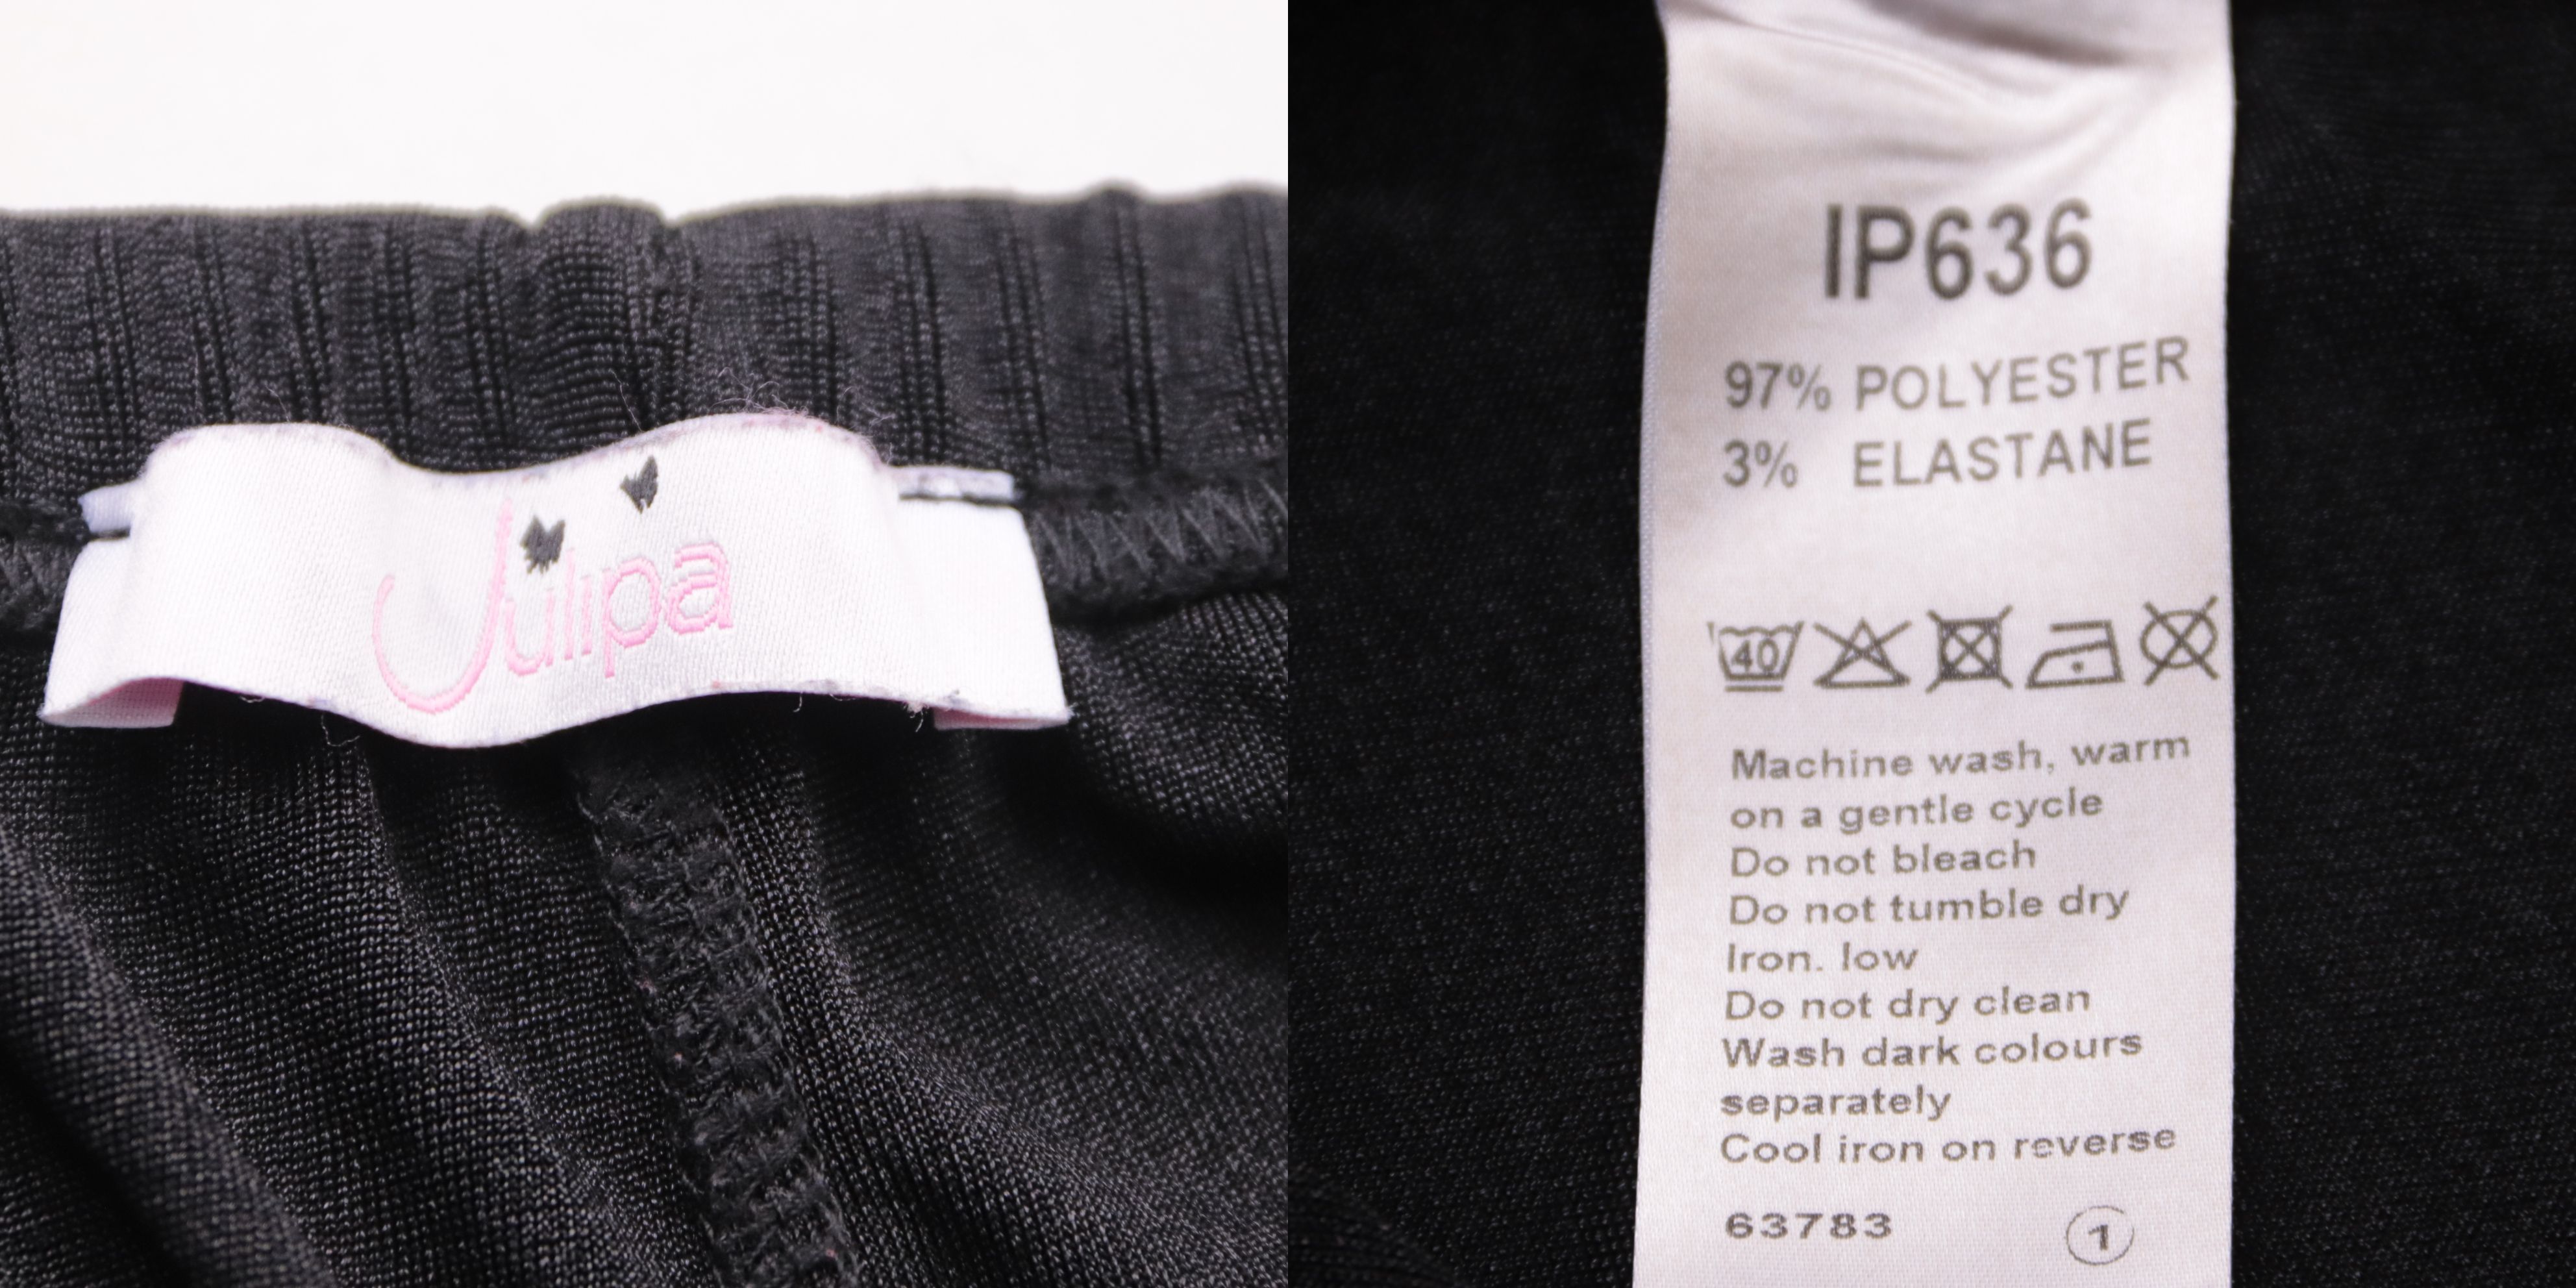 Julipa
IP636
97% POLYESTER
3% ELASTANE
40
Machine wash, warm
on a gentle cycle
Do not bleach
Do not tumble dry
Iron. low
Do not dry clean
Wash dark colours
separately
Cool iron on reverse
63783 1